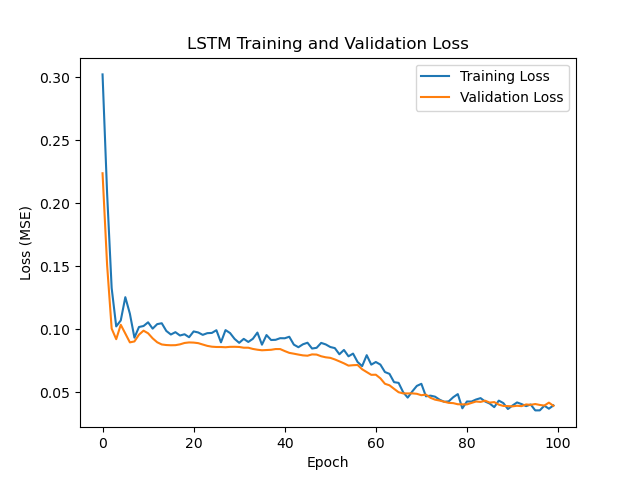 LSTM Training and Validation Loss
Training Loss
Validation Loss
0.30
0.25
0.20
0.15
0.10
0.05
Loss (MSE)
0 20 40 60 80 100
Epoch